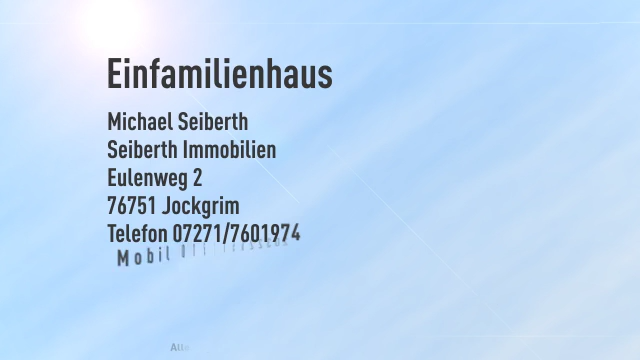 Einfamilienhaus
Michael Seiberth
Seiberth Immobilien
Eulenweg 2
76751 Jockgrim
Telefon 07271/7601974
Mobil